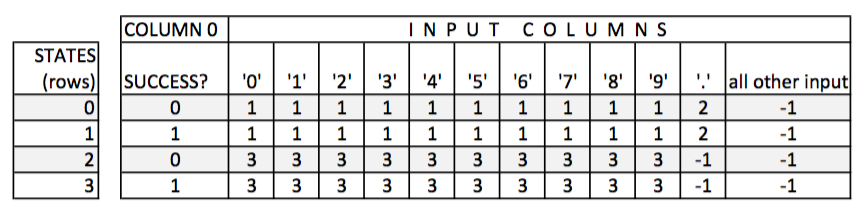 COLUMN 0 I N P U T C O L U M N S
STATES
(rows) SUCCESS? '0' '1' '2' '3' '4' '5' '6' '7' '8' '9' '.' all other input
0 0 1 1 1 1 1 1 1 1 1 1 2 -1
1 1 1 1 1 1 1 1 1 1 1 1 2 -1
2 0 3 3 3 3 3 3 3 3 3 3 -1 -1
3 1 3 3 3 3 3 3 3 3 3 3 -1 -1